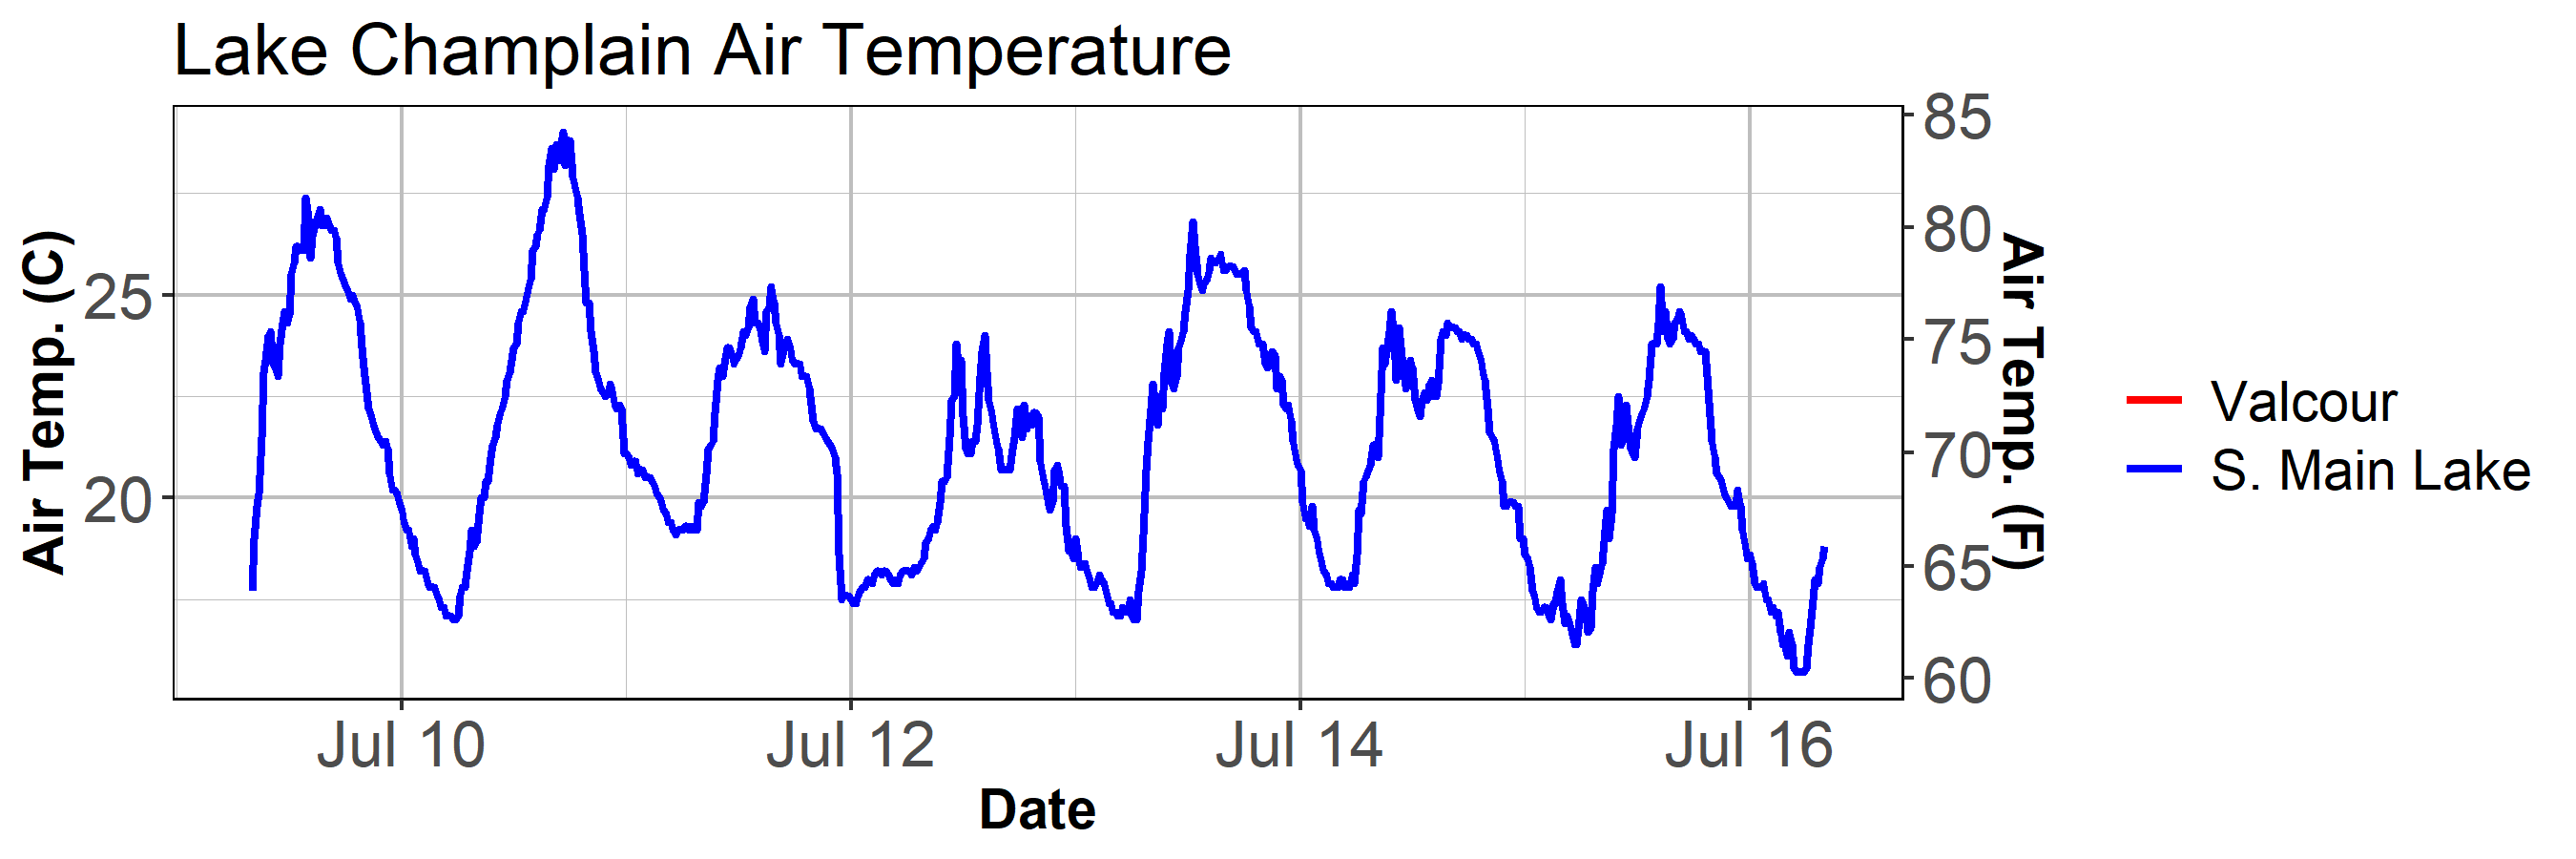 Lake Champlain Air Temperature
Air Temp. (C)
25
20
85
80
75
70
65
60
Air Temp. (F)
Jul 10
Jul 12
Jul 14
Jul 16
Date
Valcour
S. Main Lake